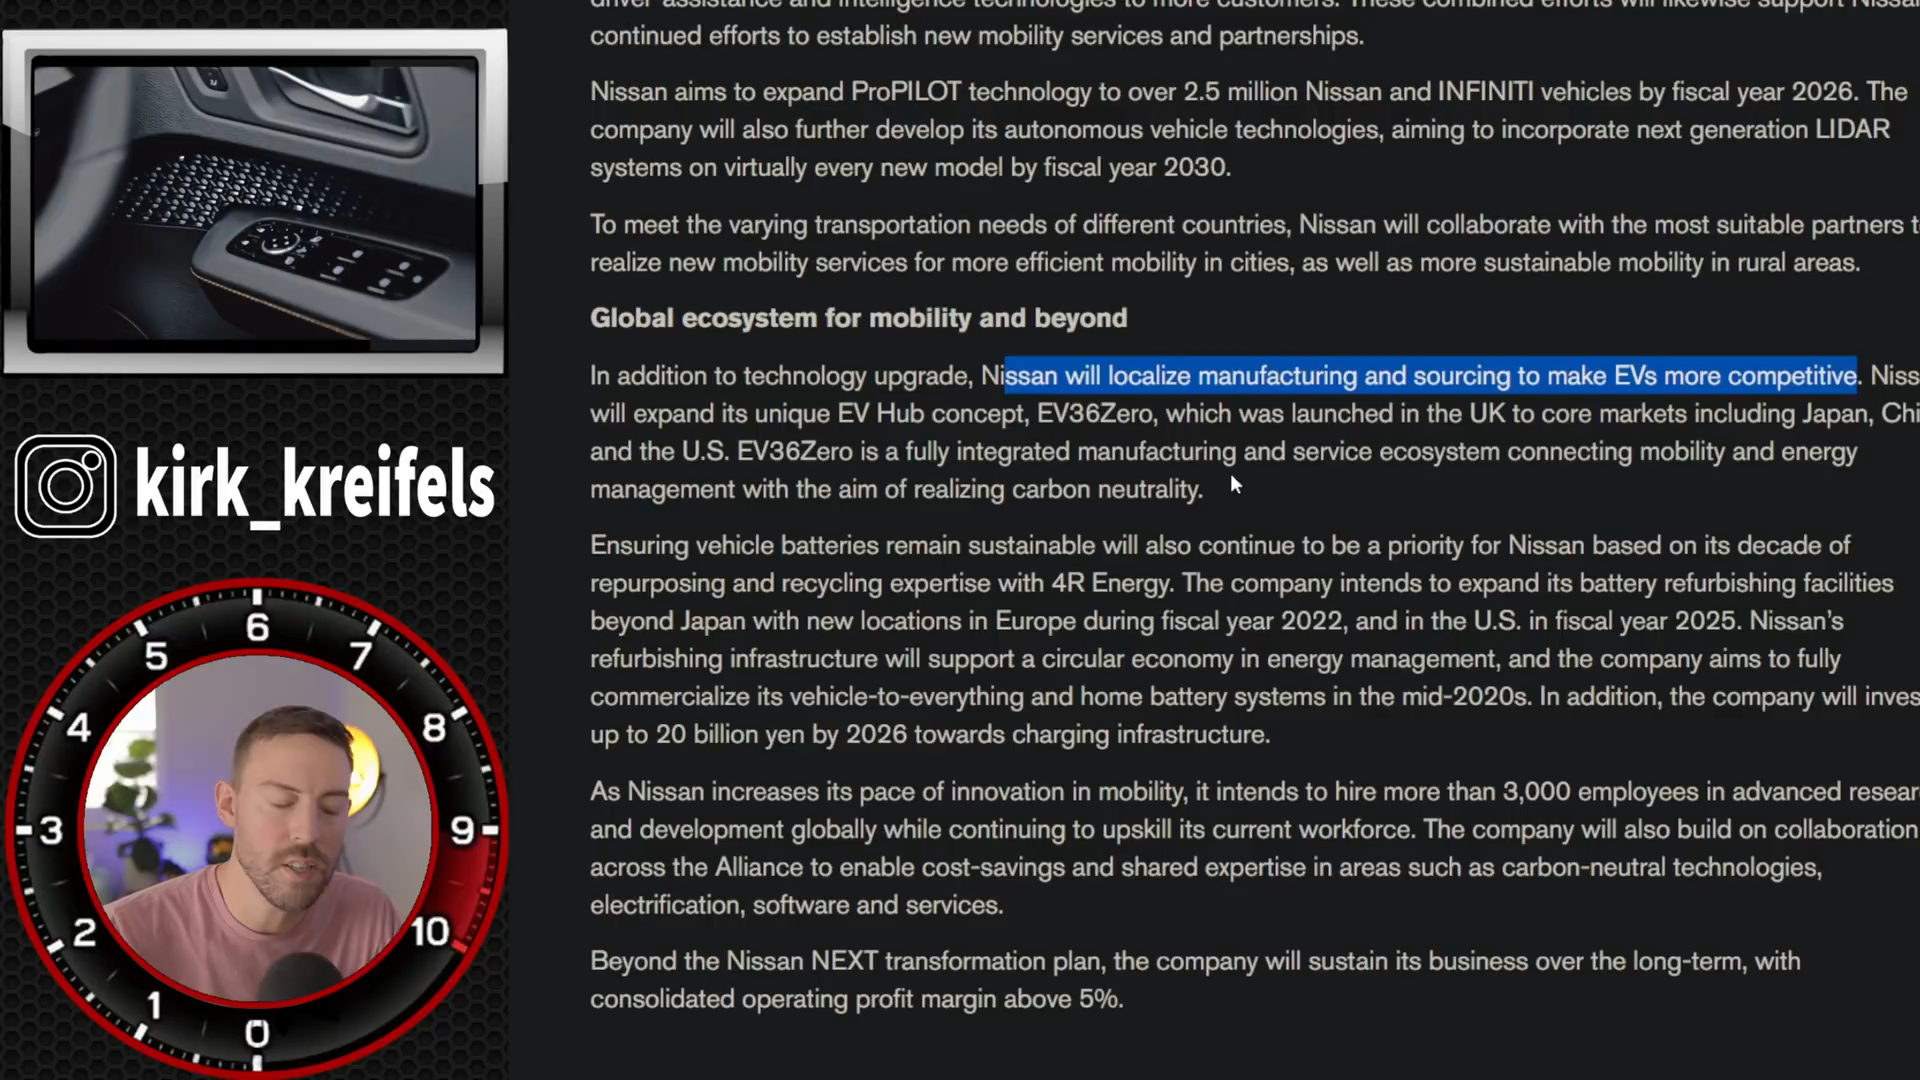 driver assistance and intelligence technologies to more customers. These combined efforts will likewise support
continued efforts to establish new mobility services and partnerships.
Nissan aims to expand ProPILOT technology to over 2.5 million Nissan and INFINITI vehicles by fiscal year 2026. The
company will also further develop its autonomous vehicle technologies, aiming to incorporate next generation LIDAR
systems on virtually every new model by fiscal year 2030.
To meet the varying transportation needs of different countries, Nissan will collaborate with the most suitable partners t
realize new mobility services for more efficient mobility in cities, as well as more sustainable mobility in rural areas.
Global ecosystem for mobility and beyond
In addition to technology upgrade, Nissan will localize manufacturing and sourcing to make EVs more competitive. Niss
will expand its unique EV Hub concept, EV36Zero, which was launched in the UK to core markets including Japan, Chi
and the U.S. EV36Zero is a fully integrated manufacturing and service ecosystem connecting mobility and energy
management with the aim of realizing carbon neutrality.
Ensuring vehicle batteries remain sustainable will also continue to be a priority for Nissan based on its decade of
repurposing and recycling expertise with 4R Energy. The company intends to expand its battery refurbishing facilities
beyond Japan with new locations in Europe during fiscal year 2022, and in the U.S. in fiscal year 2025. Nissan’s
refurbishing infrastructure will support a circular economy in energy management, and the company aims to fully
commercialize its vehicle-to-everything and home battery systems in the mid-2020s. In addition, the company will inves
up to 20 billion yen by 2026 towards charging infrastructure.
As Nissan increases its pace of innovation in mobility, it intends to hire more than 3,000 employees in advanced resear
and development globally while continuing to upskill its current workforce. The company will also build on collaboration
across the Alliance to enable cost-savings and shared expertise in areas such as carbon-neutral technologies,
electrification, software and services.
Beyond the Nissan NEXT transformation plan, the company will sustain its business over the long-term, with
consolidated operating profit margin above 5%.
kirk_kreifels
0
1
2
3
4
5
6
7
8
9
10